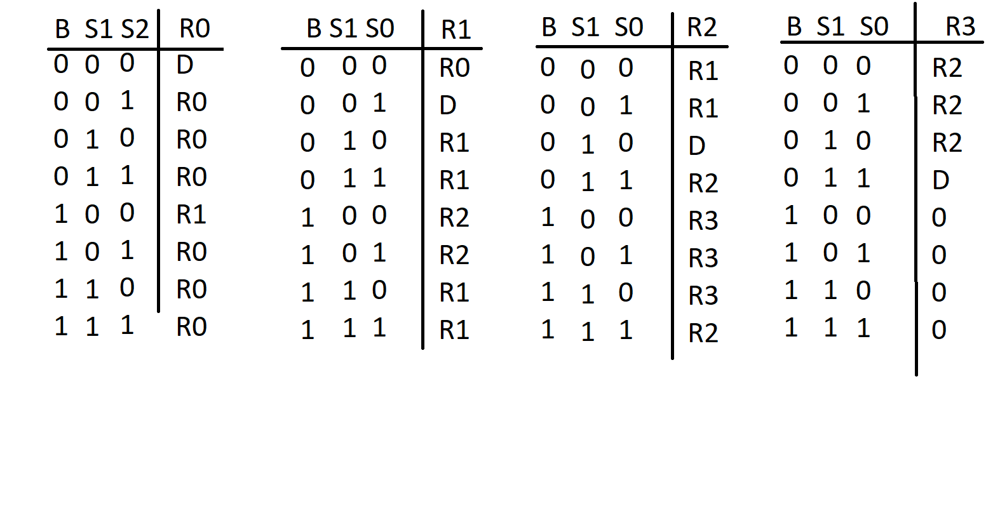 B S1 S2 R0 B S1 S0 R1 B S1 S0 R2 B S1 S0 R3
0 0 0 D 0 0 0 R0 0 0 0 R1 0 0 0 R2
0 0 1 R0 0 0 1 D 0 0 1 R1 0 0 1 R2
0 1 0 R0 0 1 0 R1 0 1 0 D 0 1 0 R2
0 1 1 R0 0 1 1 R1 0 1 1 R2 0 1 1 D
1 0 0 R1 1 0 0 R2 1 0 0 R3 1 0 0 0
1 0 1 R0 1 0 1 R2 1 0 1 R3 1 0 1 0
1 1 0 R0 1 1 0 R1 1 1 0 R3 1 1 0 0
1 1 1 R0 1 1 1 R1 1 1 1 R2 1 1 1 0